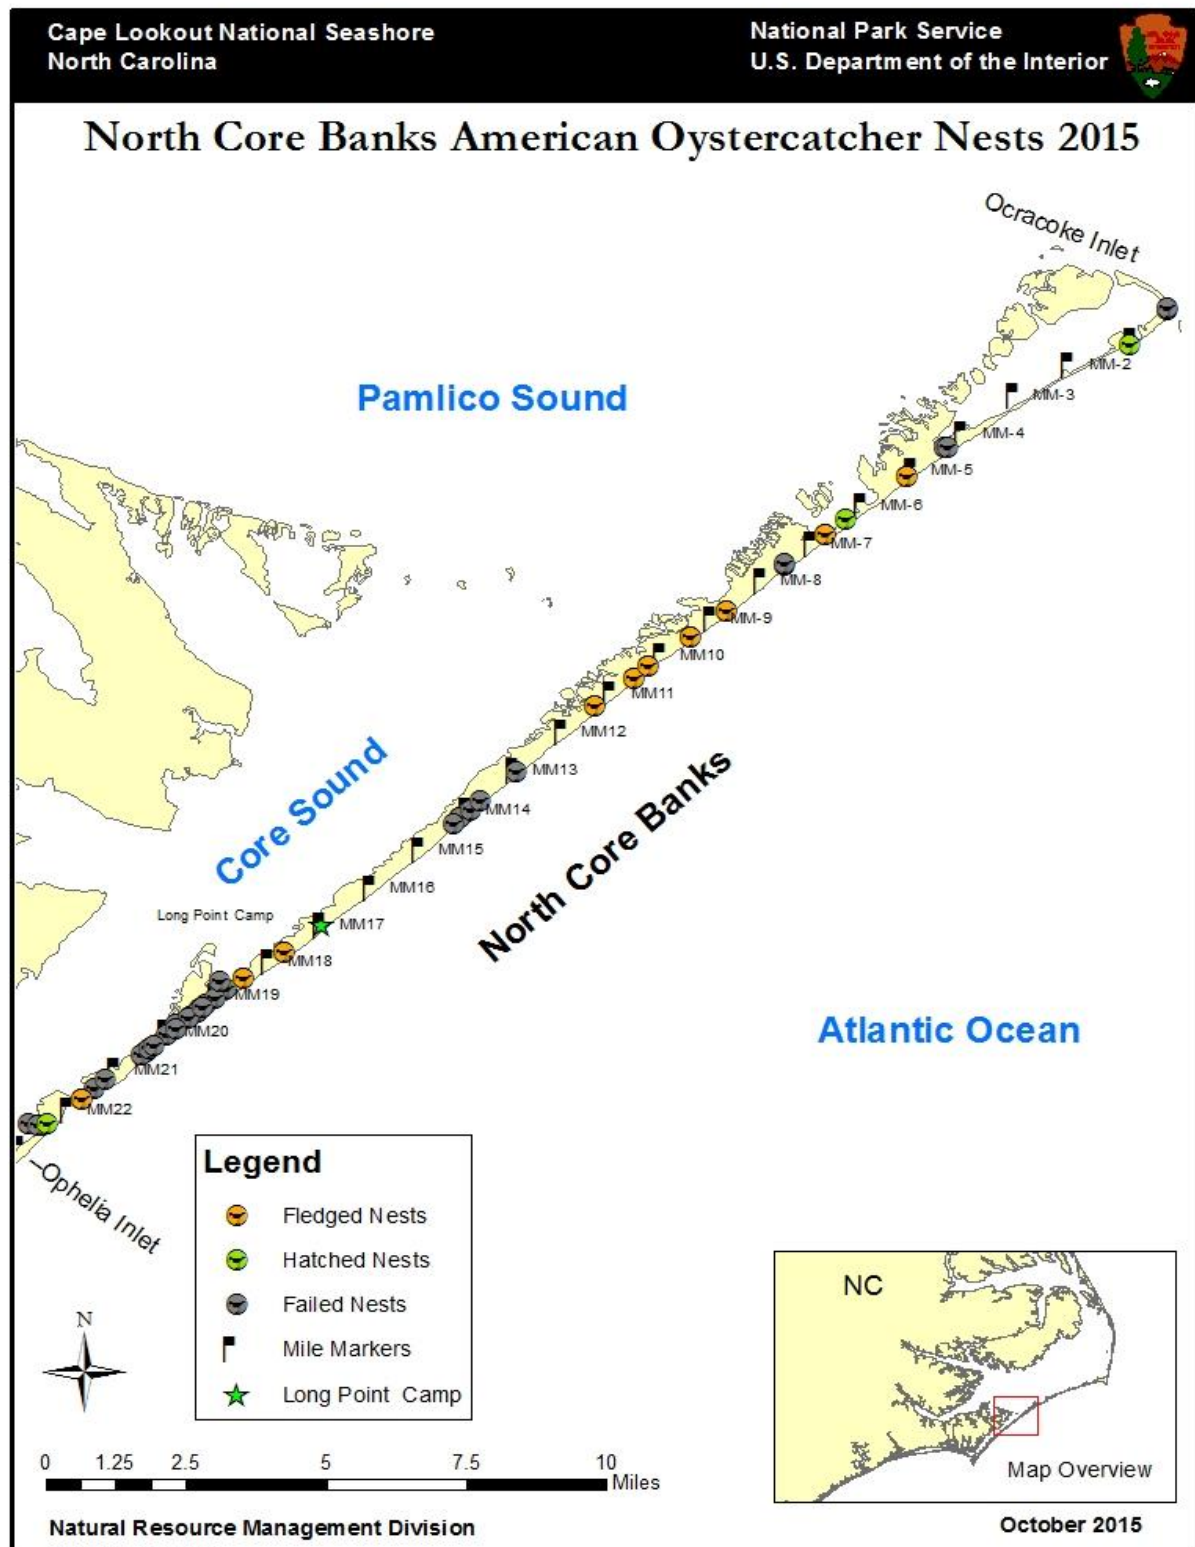 Cape Lookout National Seashore
North Carolina
National Park Service
U.S. Department of the Interior
North Core Banks American Oystercatcher Nests 2015
Ocracoke Inlet
MM-2
MM-3
Pamlico Sound
MM-4
MM-5
MM-6
MM-7
MM-8
MM-9
MM10
MM11
MM12
MM13
Core Sound
North Core Banks
MM14
MM15
MM16
Long Point Camp
MM17
MM18
MM19
MM20
Atlantic Ocean
MM21
MM22
Ophelia Inlet
Legend
Fledged Nests
Hatched Nests
Failed Nests
Mile Markers
Long Point Camp
N
NC
Map Overview
0 1.25 2.5 5 7.5 10
Miles
Natural Resource Management Division
October 2015